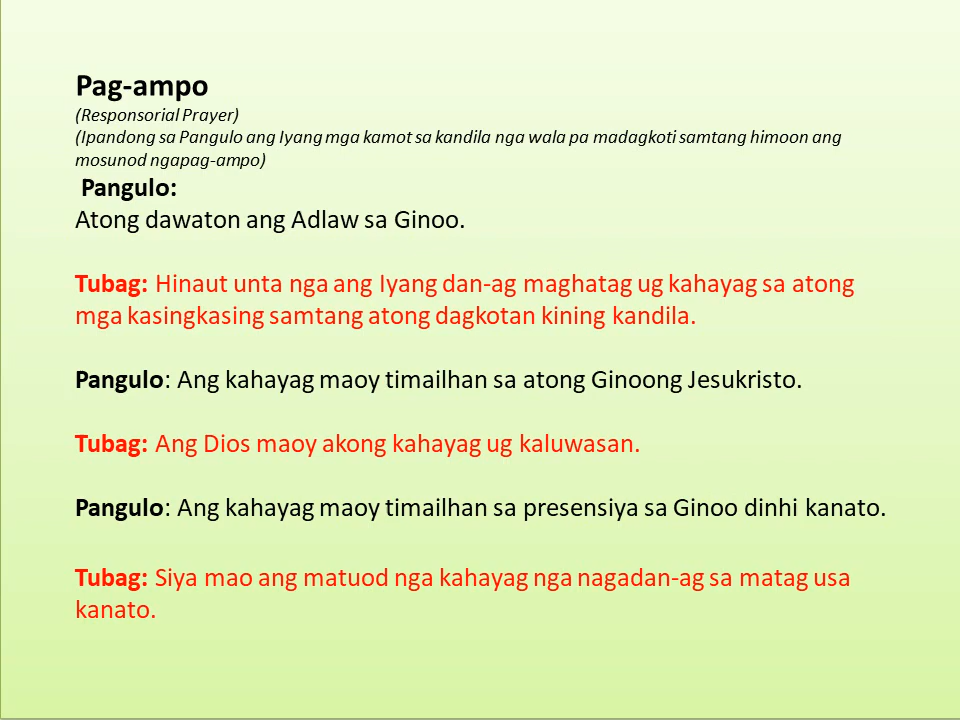 Pag-ampo
(Responsorial Prayer)
(Ipandong sa Pangulo ang Iyang mga kamot sa kandila nga wala pa madagkoti samtang himoon ang
mosunod ngapag-ampo)
Pangulo:
Atong dawaton ang Adlaw sa Ginoo.
Tubag: Hinaut unta nga ang Iyang dan-ag maghatag ug kahayag sa atong
mga kasingkasing samtang atong dagkotan kining kandila.
Pangulo: Ang kahayag maoy timailhan sa atong Ginoong Jesukristo.
Tubag: Ang Dios maoy akong kahayag ug kaluwasan.
Pangulo: Ang kahayag maoy timailhan sa presensiya sa Ginoo dinhi kanato.
Tubag: Siya mao ang matuod nga kahayag nga nagadan-ag sa matag usa
kanato.